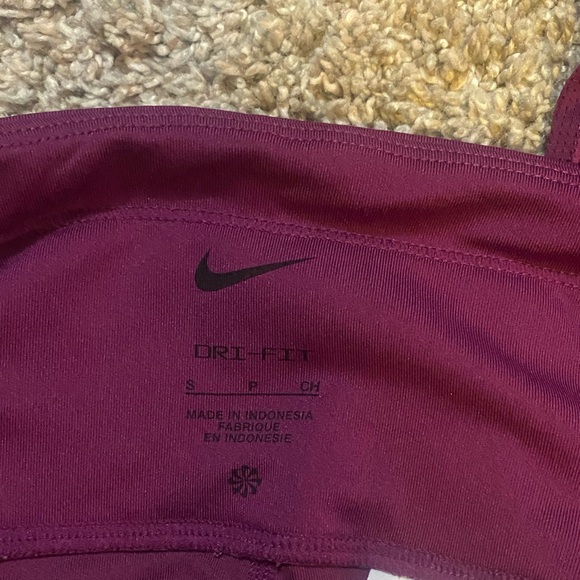 DRI-FIT
S P CH
MADE IN INDONESIA
FABRIQUE
EN INDONESIE